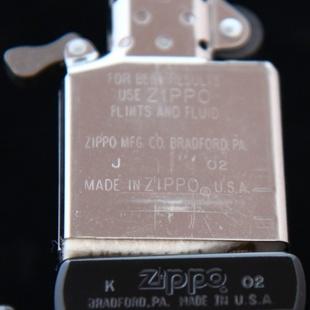 FOR BEST RESULTS
USE ZIPPO
FLINTS AND FLUID
ZIPPO MFG. CO. BRADFORD, PA.
J 02
MADE IN ZIPPO® U.S.A.
K Zippo 02
BRADFORD, PA. MADE IN U.S.A.